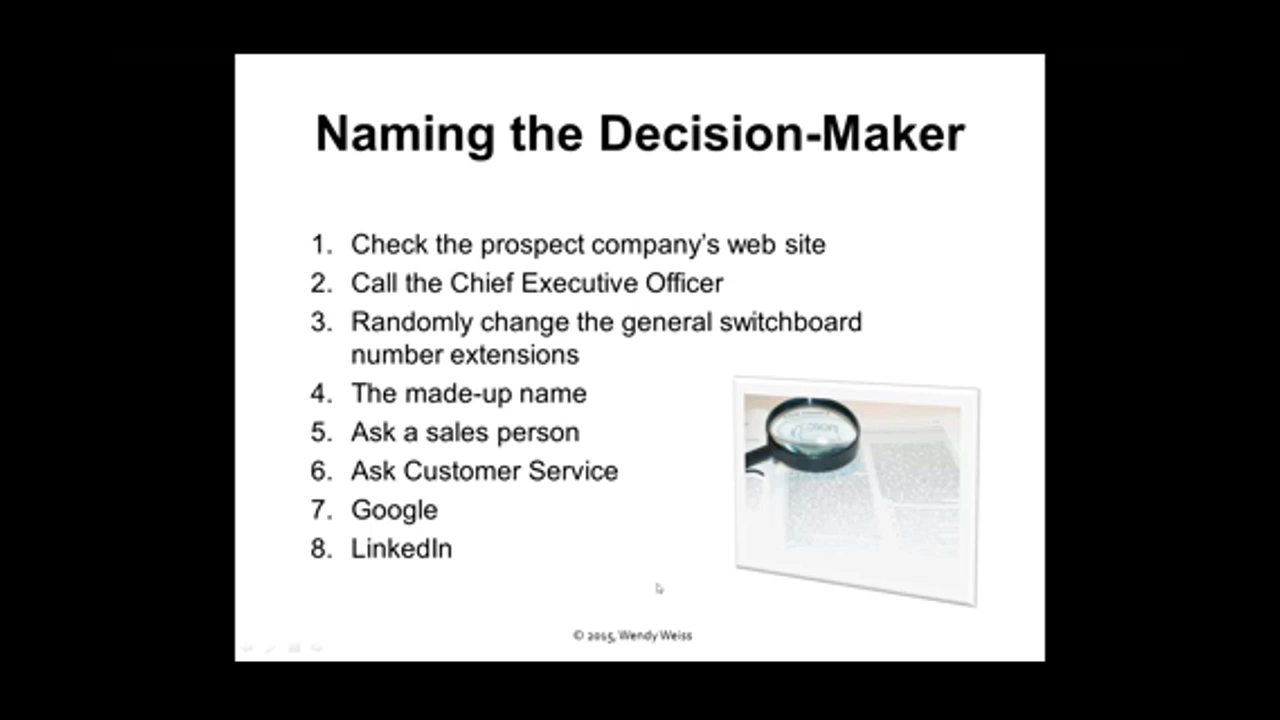 Naming the Decision-Maker
1. Check the prospect company's web site
2. Call the Chief Executive Officer
3. Randomly change the general switchboard
number extensions
4. The made-up name
5. Ask a sales person
6. Ask Customer Service
7. Google
8. LinkedIn
© 2015, Wendy Weiss